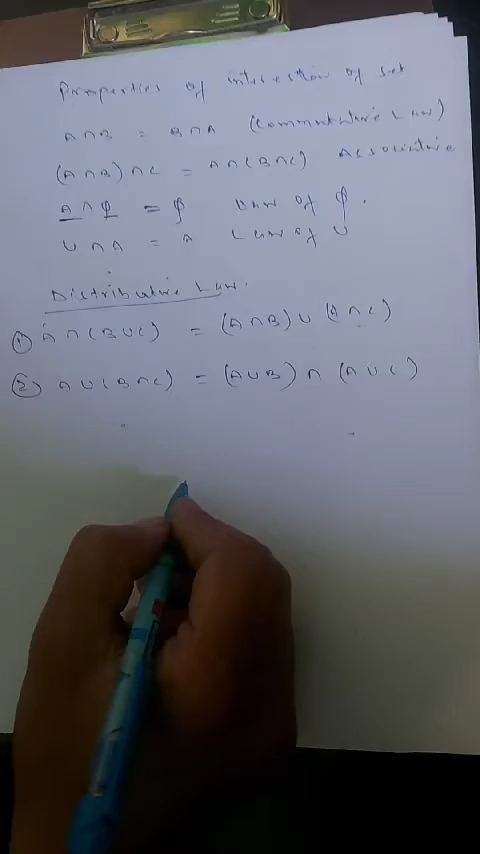 Properties of intersection of set
A∩B = B∩A (Commutative Law)
(A∩B)∩C = A∩(B∩C) Associative
A∩φ = φ Law of φ.
U∩A = A Law of U
Distributive Law.
① A∩(B∪C) = (A∩B)∪(A∩C)
② A∪(B∩C) = (A∪B)∩(A∪C)